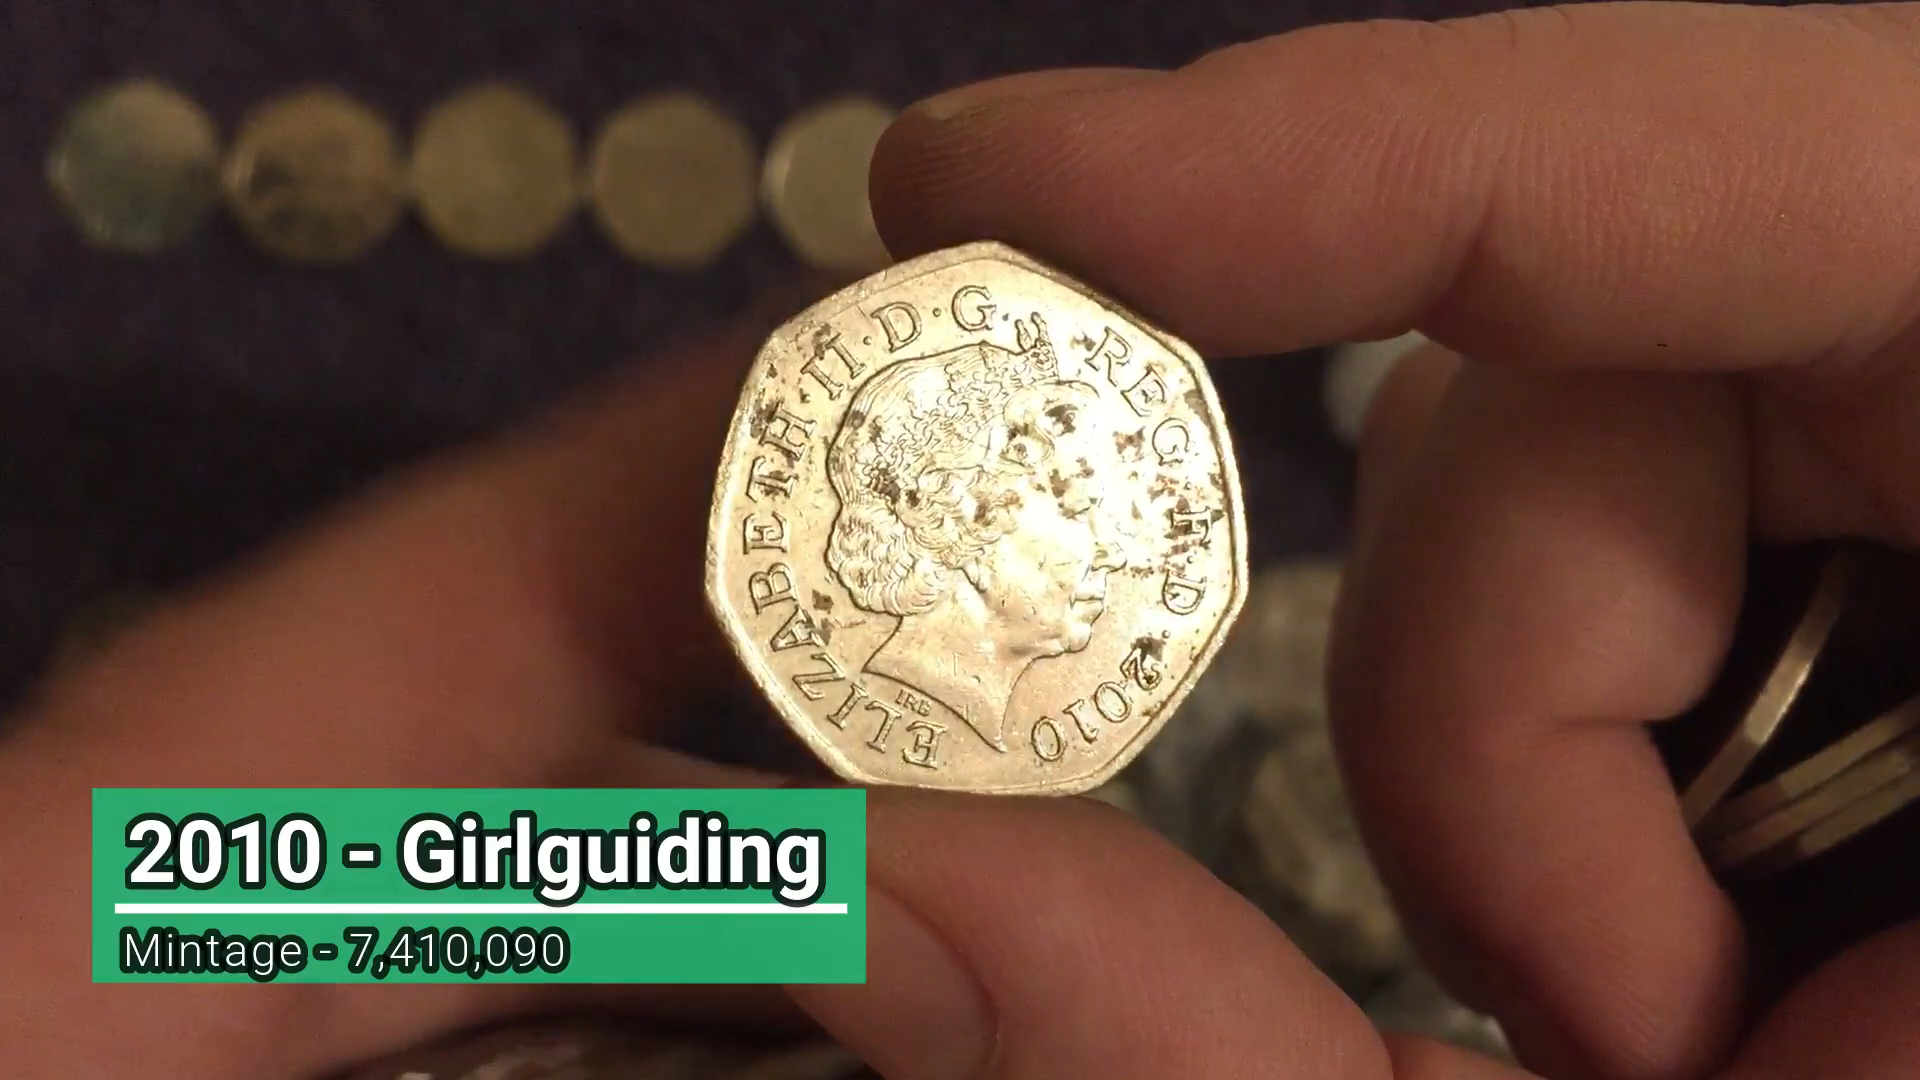 ELIZABETH·II·D·G REG·F·D·2010
IRB
2010 - Girlguiding
Mintage - 7,410,090